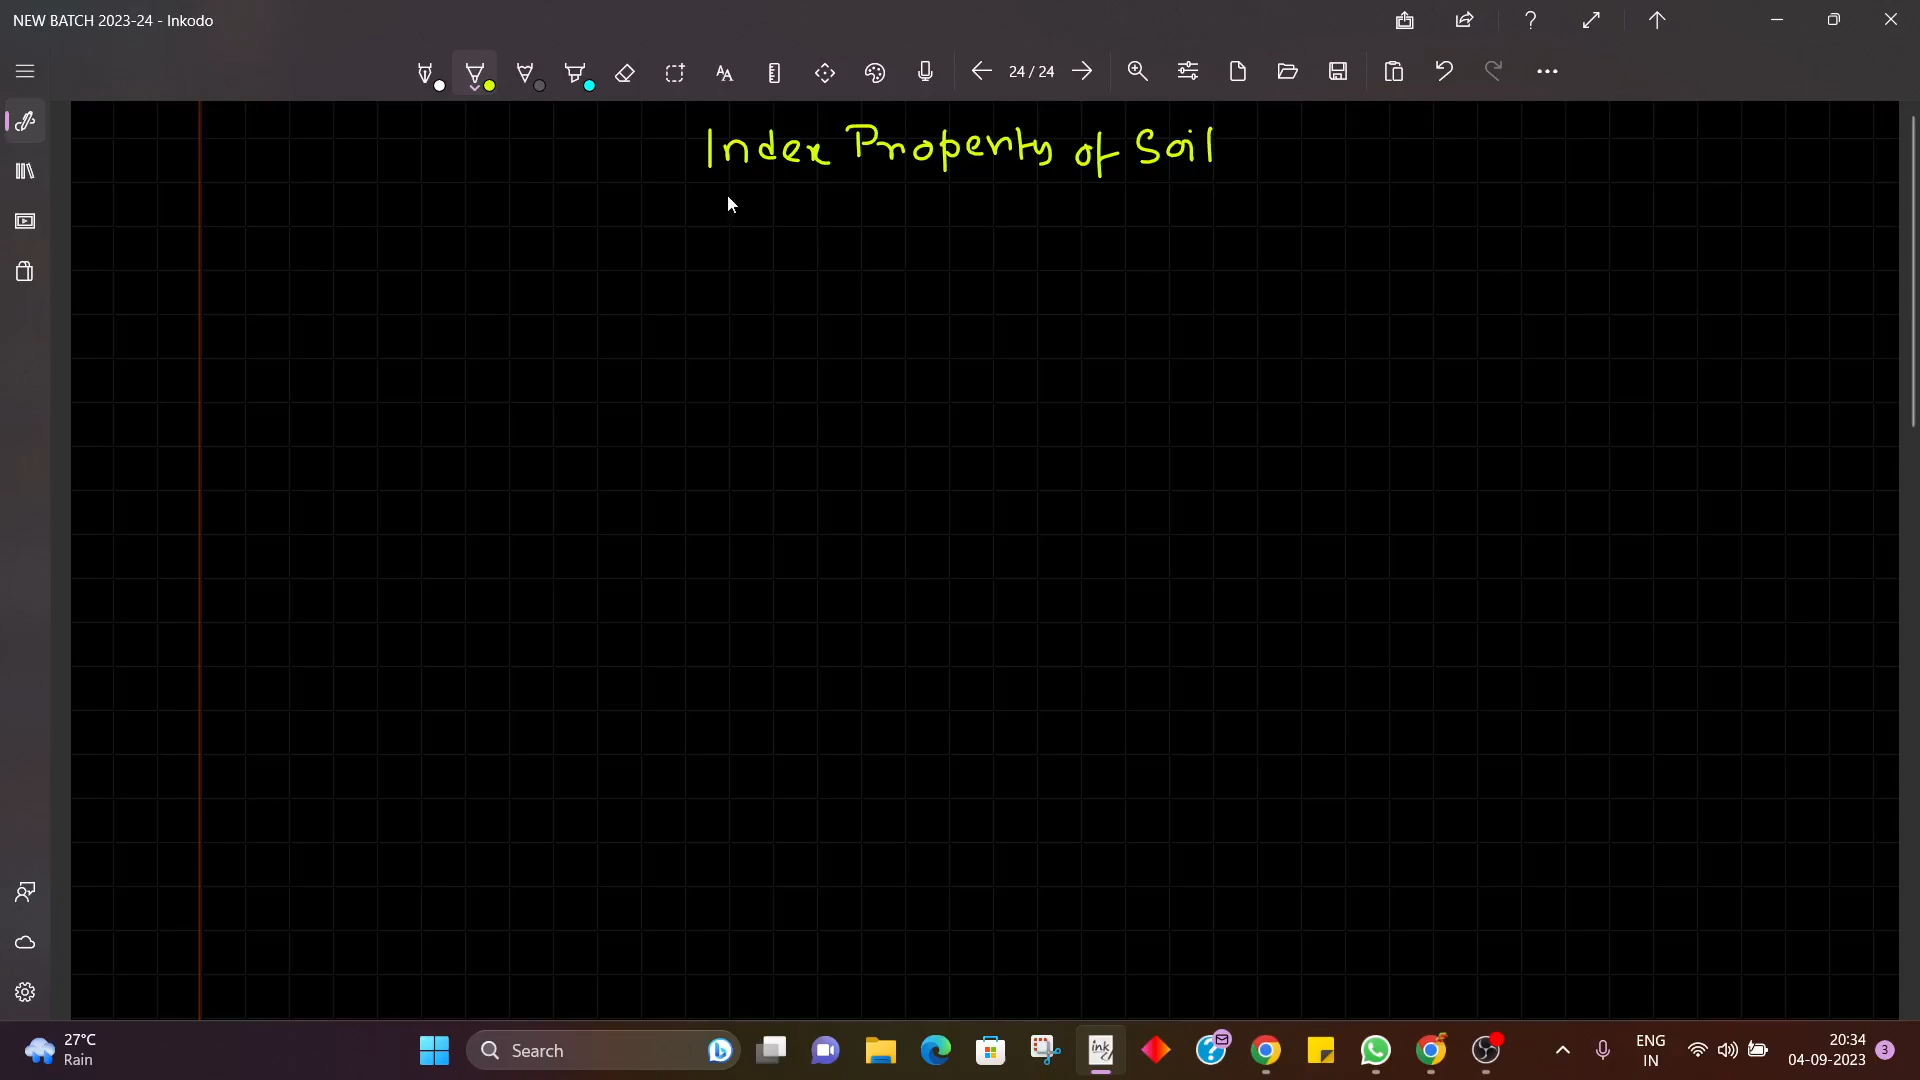 NEW BATCH 2023-24 - Inkodo
24 / 24
Index Property of Soil
27°C
Rain
Search
ink
ENG
IN
20:34
04-09-2023
3